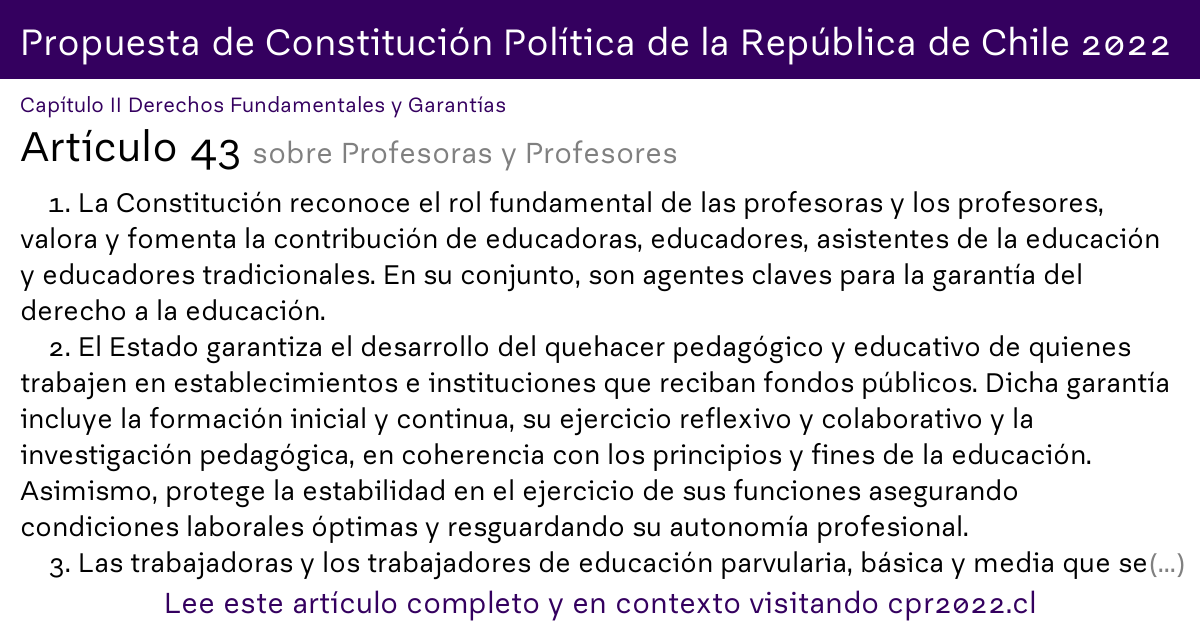 Propuesta de Constitución Política de la República de Chile 2022
Capítulo II Derechos Fundamentales y Garantías
Artículo 43 sobre Profesoras y Profesores
1. La Constitución reconoce el rol fundamental de las profesoras y los profesores,
valora y fomenta la contribución de educadoras, educadores, asistentes de la educación
y educadores tradicionales. En su conjunto, son agentes claves para la garantía del
derecho a la educación.
2. El Estado garantiza el desarrollo del quehacer pedagógico y educativo de quienes
trabajen en establecimientos e instituciones que reciban fondos públicos. Dicha garantía
incluye la formación inicial y continua, su ejercicio reflexivo y colaborativo y la
investigación pedagógica, en coherencia con los principios y fines de la educación.
Asimismo, protege la estabilidad en el ejercicio de sus funciones asegurando
condiciones laborales óptimas y resguardando su autonomía profesional.
3. Las trabajadoras y los trabajadores de educación parvularia, básica y media que se(...)
Lee este artículo completo y en contexto visitando cpr2022.cl